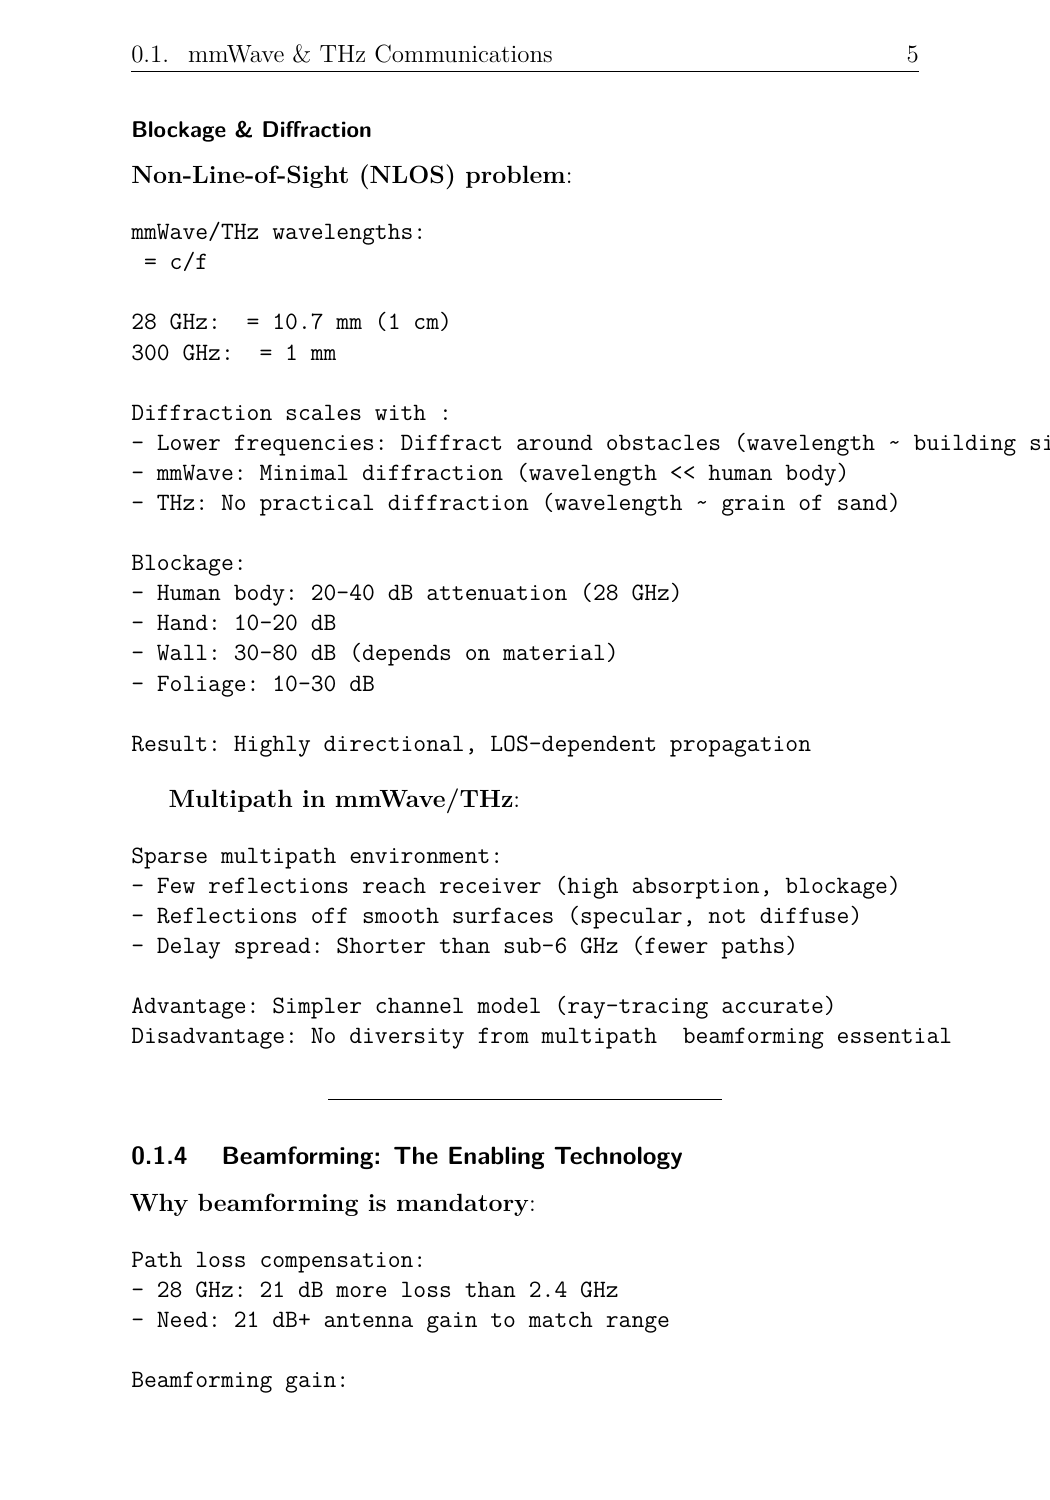 0.1. mmWave & THz Communications 5
Blockage & Diffraction
Non-Line-of-Sight (NLOS) problem:
mmWave/THz wavelengths:
= c/f
28 GHz: = 10.7 mm (1 cm)
300 GHz: = 1 mm
Diffraction scales with :
- Lower frequencies: Diffract around obstacles (wavelength ~ building si
- mmWave: Minimal diffraction (wavelength << human body)
- THz: No practical diffraction (wavelength ~ grain of sand)
Blockage:
- Human body: 20-40 dB attenuation (28 GHz)
- Hand: 10-20 dB
- Wall: 30-80 dB (depends on material)
- Foliage: 10-30 dB
Result: Highly directional, LOS-dependent propagation
Multipath in mmWave/THz:
Sparse multipath environment:
- Few reflections reach receiver (high absorption, blockage)
- Reflections off smooth surfaces (specular, not diffuse)
- Delay spread: Shorter than sub-6 GHz (fewer paths)
Advantage: Simpler channel model (ray-tracing accurate)
Disadvantage: No diversity from multipath  beamforming essential
0.1.4 Beamforming: The Enabling Technology
Why beamforming is mandatory:
Path loss compensation:
- 28 GHz: 21 dB more loss than 2.4 GHz
- Need: 21 dB+ antenna gain to match range
Beamforming gain: